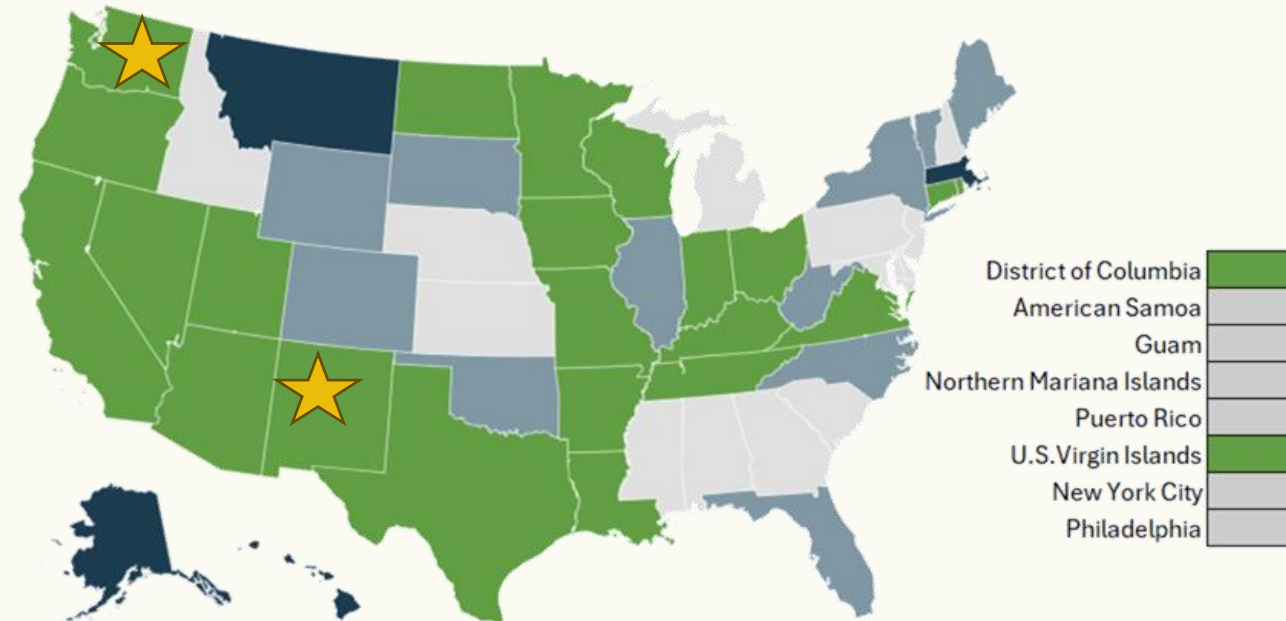 District of Columbia
American Samoa
Guam
Northern Mariana Islands
Puerto Rico
U.S.Virgin Islands
New York City
Philadelphia